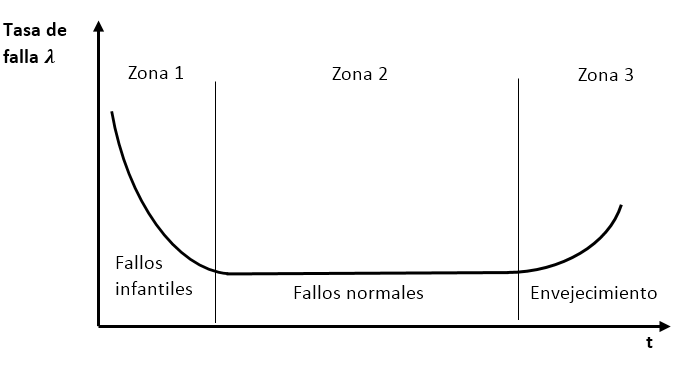 Tasa de
falla λ
Zona 1
Zona 2
Zona 3
Fallos
infantiles
Fallos normales
Envejecimiento
t